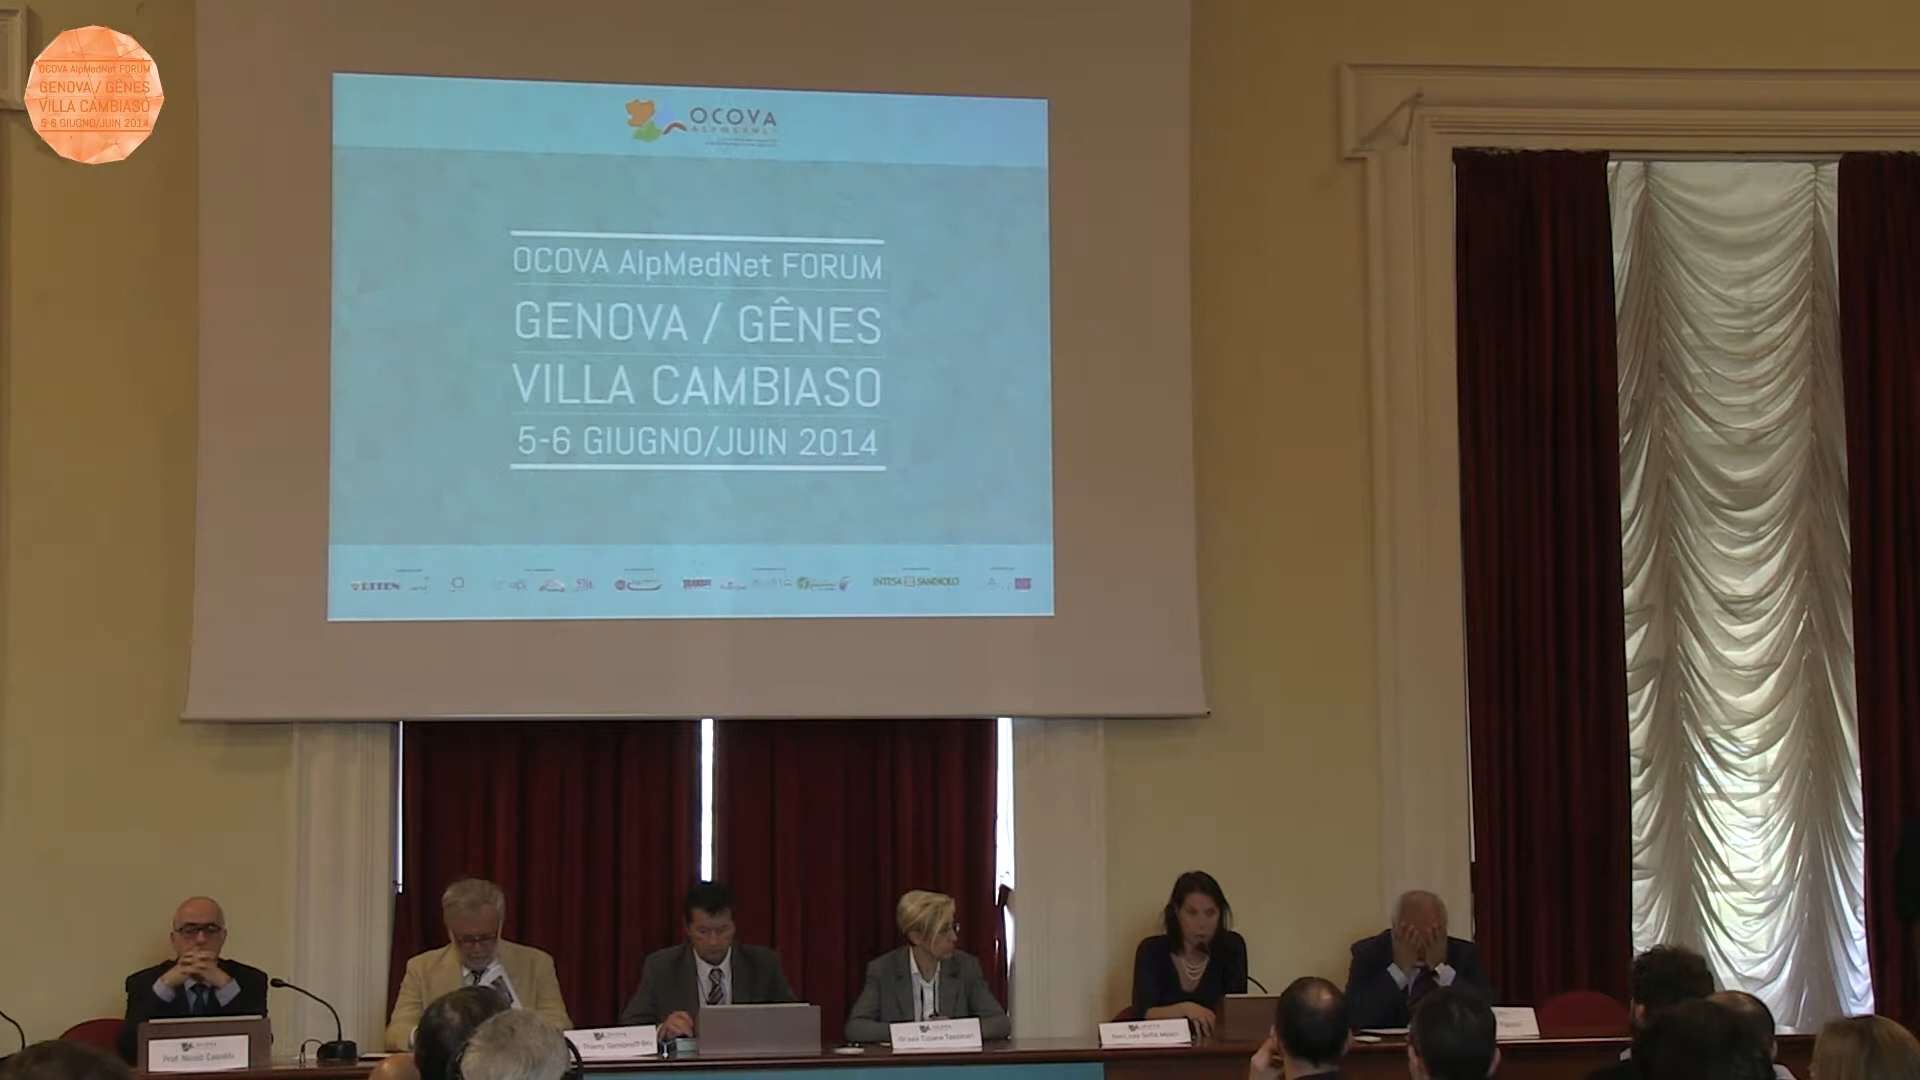 OCOVA AlpMedNet FORUM
GENOVA / GÊNES
VILLA CAMBIASO
5-6 GIUGNO/JUIN 2014
OCOVA
OCOVA AlpMedNet FORUM
GENOVA / GÊNES
VILLA CAMBIASO
5-6 GIUGNO/JUIN 2014
INTESA SANPAOLO